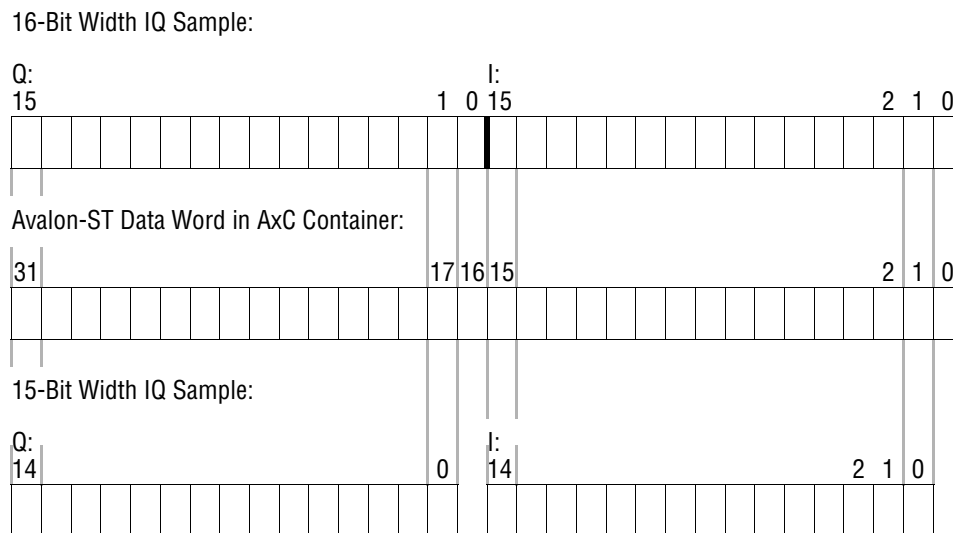 16-Bit Width IQ Sample:
Q: I:
15 1 0 15 2 1 0
Avalon-ST Data Word in AxC Container:
31 17 16 15 2 1 0
15-Bit Width IQ Sample:
Q: I:
14 0 14 2 1 0